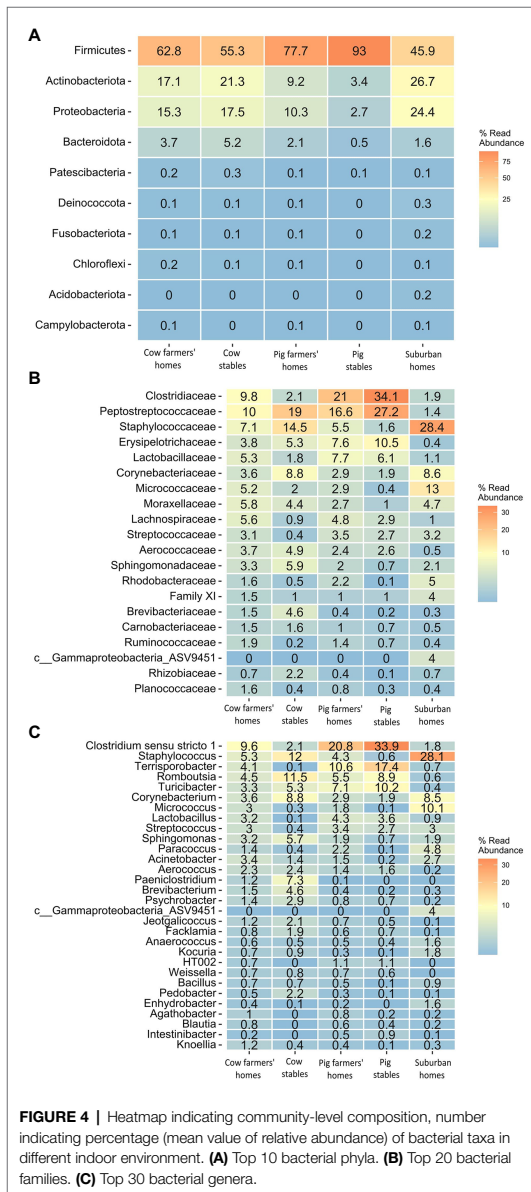 A
Firmicutes 62.8 55.3 77.7 93 45.9
Actinobacteriota 17.1 21.3 9.2 3.4 26.7
Proteobacteria 15.3 17.5 10.3 2.7 24.4
Bacteroidota 3.7 5.2 2.1 0.5 1.6
Patescibacteria 0.2 0.3 0.1 0.1 0.1
Deinococcota 0.1 0.1 0.1 0 0.3
Fusobacteriota 0.1 0.1 0.1 0 0.2
Chloroflexi 0.2 0.1 0.1 0 0.1
Acidobacteriota 0 0 0 0 0.2
Campylobacterota 0.1 0 0.1 0 0.1
Cow farmers' homes Cow stables Pig farmers' homes Pig stables Suburban homes
% Read
Abundance
75
50
25
B
Clostridiaceae 9.8 2.1 21 34.1 1.9
Peptostreptococcaceae 10 19 16.6 27.2 1.4
Staphylococcaceae 7.1 14.5 5.5 1.6 28.4
Erysipelotrichaceae 3.8 5.3 7.6 10.5 0.4
Lactobacillaceae 5.3 1.8 7.7 6.1 1.1
Corynebacteriaceae 3.6 8.8 2.9 1.9 8.6
Micrococcaceae 5.2 2 2.9 0.4 13
Moraxellaceae 5.8 4.4 2.7 1 4.7
Lachnospiraceae 5.6 0.9 4.8 2.9 1
Streptococcaceae 3.1 0.4 3.5 2.7 3.2
Aerococcaceae 3.7 4.9 2.4 2.6 0.5
Sphingomonadaceae 3.3 5.9 2 0.7 2.1
Rhodobacteraceae 1.6 0.5 2.2 0.1 5
Family XI 1.5 1 1 1 4
Brevibacteriaceae 1.5 4.6 0.4 0.2 0.3
Carnobacteriaceae 1.5 1.6 1 0.7 0.5
Ruminococcaceae 1.9 0.2 1.4 0.7 0.4
c__Gammaproteobacteria_ASV9451 0 0 0 0 4
Rhizobiaceae 0.7 2.2 0.4 0.1 0.7
Planococcaceae 1.6 0.4 0.8 0.3 0.4
Cow farmers' homes Cow stables Pig farmers' homes Pig stables Suburban homes
% Read
Abundance
30
20
10
C
Clostridium sensu stricto 1 9.6 2.1 20.8 33.9 1.8
Staphylococcus 5.3 12 4.3 0.6 28.1
Terrisporobacter 4.1 0.1 10.6 17.4 0.7
Romboutsia 4.5 11.5 5.5 8.9 0.6
Turicibacter 3.3 5.3 7.1 10.2 0.4
Corynebacterium 3.6 8.8 2.9 1.9 8.5
Micrococcus 3 0.3 1.8 0.1 10.1
Lactobacillus 3.2 0.1 4.3 3.6 0.9
Streptococcus 3 0.4 3.4 2.7 3
Sphingomonas 3.2 5.7 1.9 0.7 1.9
Paracoccus 1.4 0.4 2.2 0.1 4.8
Acinetobacter 3.4 1.4 1.5 0.2 2.7
Aerococcus 2.3 2.4 1.4 1.6 0.2
Paeniclostridium 1.2 7.3 0.1 0 0
Brevibacterium 1.5 4.6 0.4 0.2 0.3
Psychrobacter 1.4 2.9 0.8 0.7 0.2
c__Gammaproteobacteria_ASV9451 0 0 0 0 4
Jeotgalicoccus 1.2 2.1 0.7 0.5 0.1
Facklamia 0.8 1.9 0.6 0.7 0.1
Anaerococcus 0.6 0.5 0.5 0.4 1.6
Kocuria 0.7 0.9 0.3 0.1 1.8
HT002 0.7 0 1.1 1.1 0
Weissella 0.7 0.8 0.7 0.6 0
Bacillus 0.7 0.7 0.5 0.1 0.9
Pedobacter 0.5 2.2 0.3 0.1 0.1
Enhydrobacter 0.4 0.1 0.2 0 1.6
Agathobacter 1 0 0.8 0.2 0.2
Blautia 0.8 0 0.6 0.4 0.2
Intestinibacter 0.2 0 0.5 0.9 0.1
Knoellia 1.2 0.4 0.4 0.1 0.3
Cow farmers' homes Cow stables Pig farmers' homes Pig stables Suburban homes
% Read
Abundance
30
20
10
FIGURE 4 | Heatmap indicating community-level composition, number
indicating percentage (mean value of relative abundance) of bacterial taxa in
different indoor environment. (A) Top 10 bacterial phyla. (B) Top 20 bacterial
families. (C) Top 30 bacterial genera.